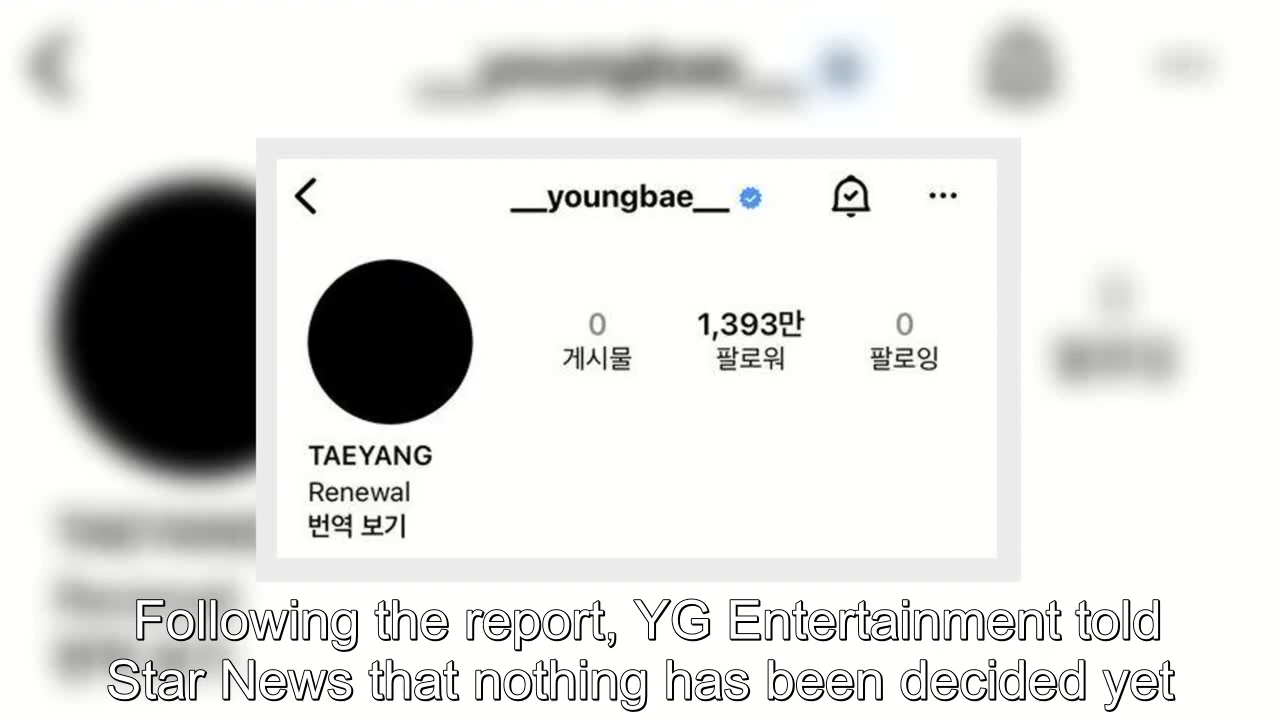 __youngbae__
0 1,393만 0
게시물 팔로워 팔로잉
TAEYANG
Renewal
번역 보기
Following the report, YG Entertainment told
Star News that nothing has been decided yet